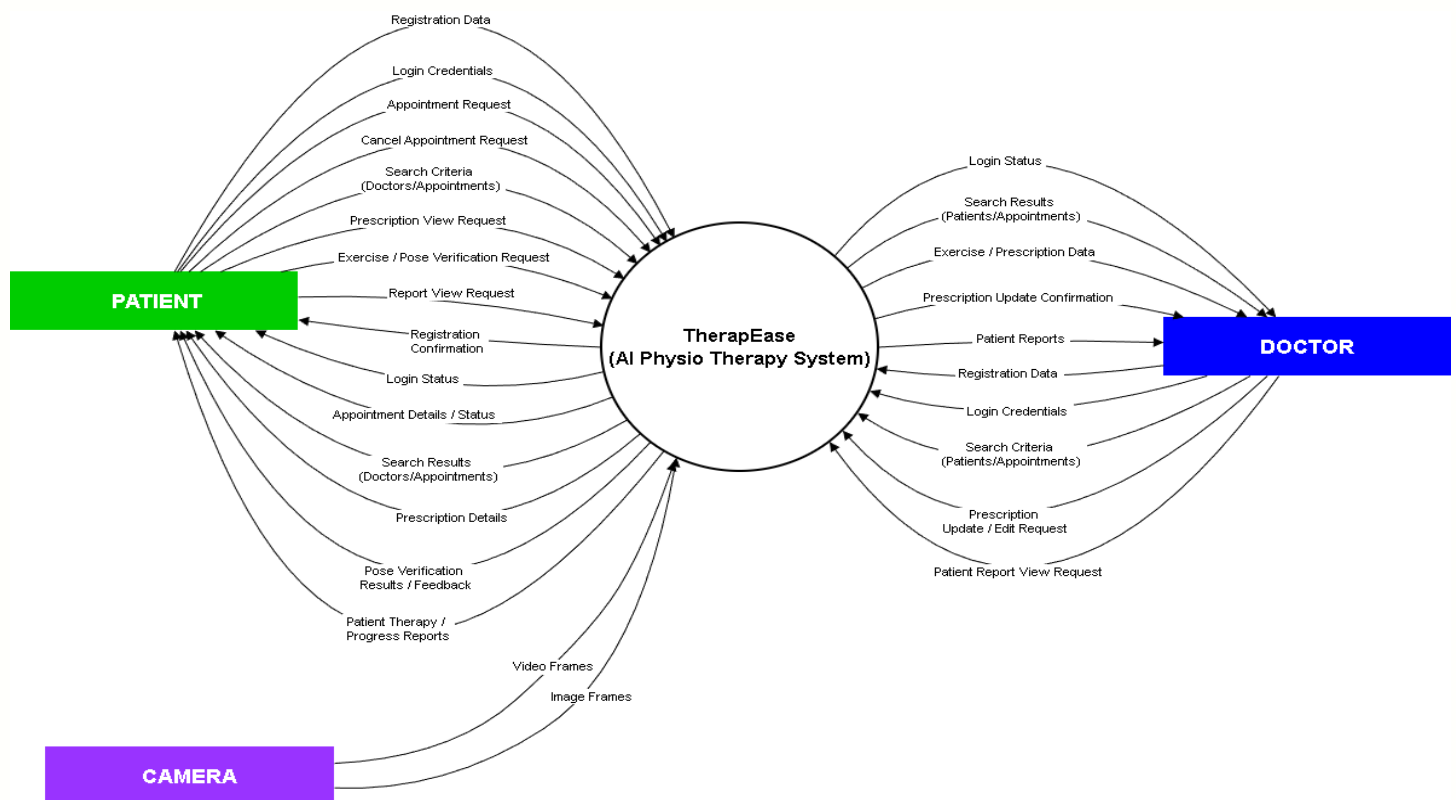 Registration Data
Login Credentials
Appointment Request
Cancel Appointment Request
Search Criteria
(Doctors/Appointments)
Prescription View Request
Exercise / Pose Verification Request
Report View Request
Registration
Confirmation
Login Status
Appointment Details / Status
Search Results
(Doctors/Appointments)
Prescription Details
Pose Verification
Results / Feedback
Patient Therapy /
Progress Reports
Video Frames
Image Frames
PATIENT
CAMERA
TherapEase
(AI Physio Therapy System)
Login Status
Search Results
(Patients/Appointments)
Exercise / Prescription Data
Prescription Update Confirmation
Patient Reports
Registration Data
Login Credentials
Search Criteria
(Patients/Appointments)
Prescription
Update / Edit Request
Patient Report View Request
DOCTOR